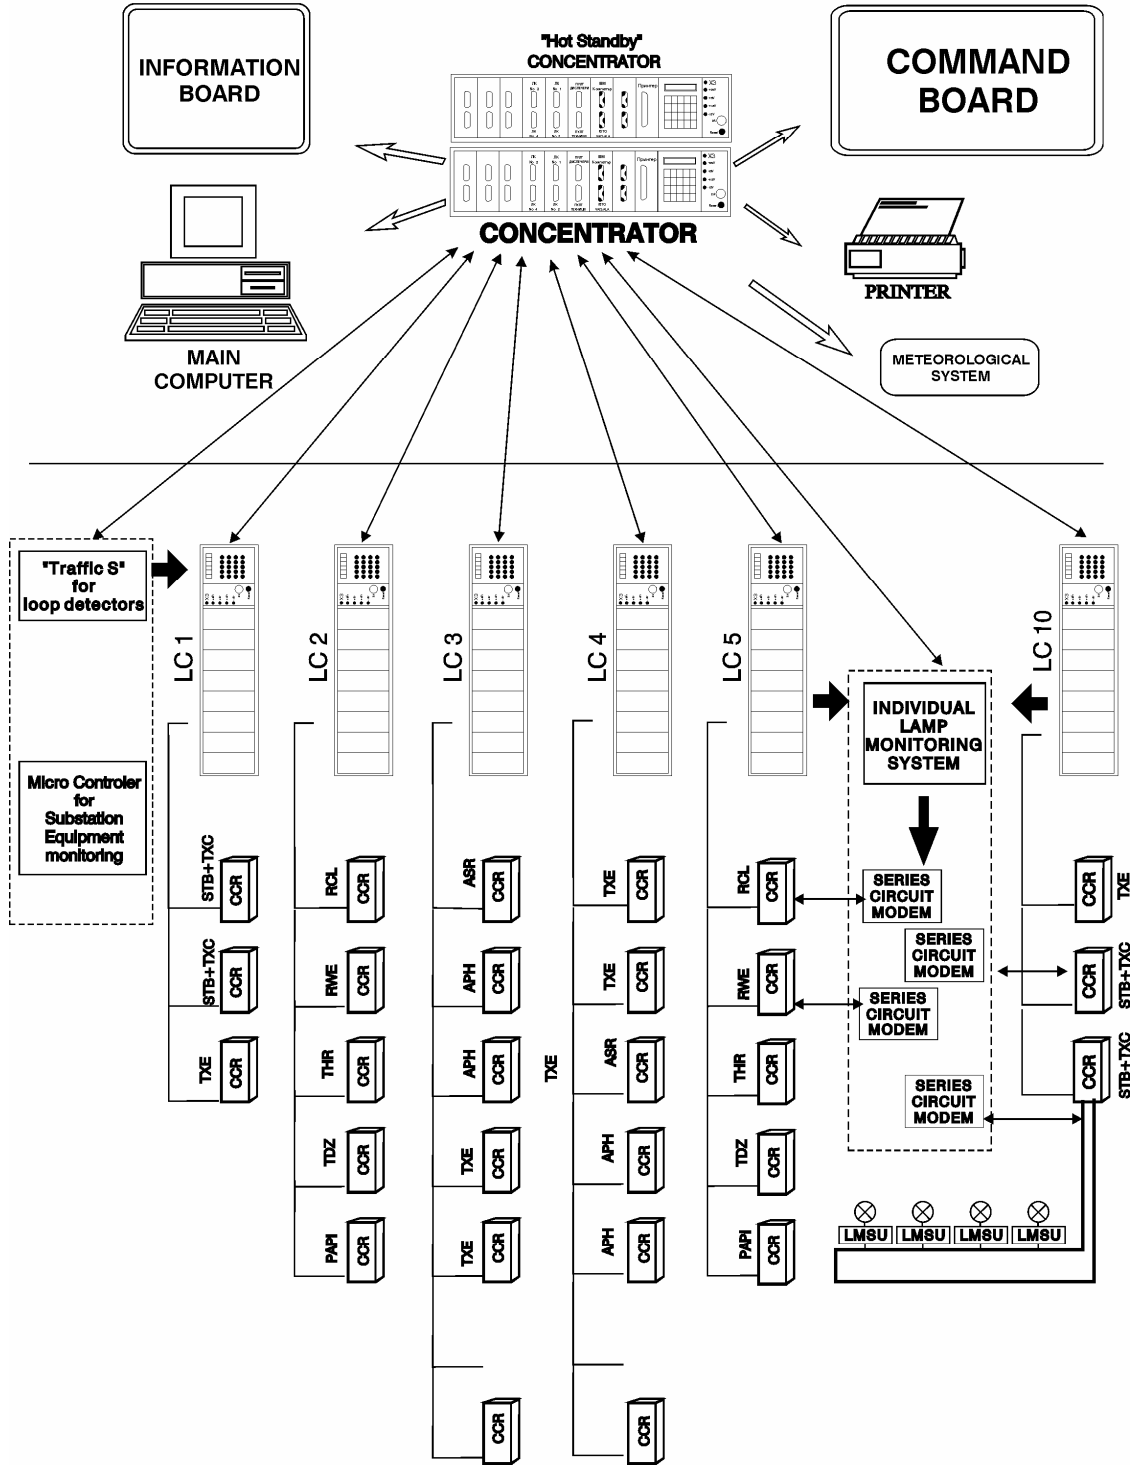 INFORMATION
BOARD
"Hot Standby"
CONCENTRATOR
COMMAND
BOARD
Принтер
Принтер
CONCENTRATOR
PRINTER
MAIN
COMPUTER
METEOROLOGICAL
SYSTEM
"Traffic S"
for
loop detectors
Micro Controler
for
Substation
Equipment
monitoring
LC 1
LC 2
LC 3
LC 4
LC 5
LC 10
INDIVIDUAL
LAMP
MONITORING
SYSTEM
STB+TXC
CCR
RCL
CCR
ASR
CCR
TXE
CCR
RCL
CCR
SERIES
CIRCUIT
MODEM
CCR
TXE
STB+TXC
CCR
RWE
CCR
APH
CCR
TXE
CCR
RWE
CCR
SERIES
CIRCUIT
MODEM
CCR
STB+TXC
SERIES
CIRCUIT
MODEM
TXE
CCR
THR
CCR
APH
CCR
TXE
ASR
CCR
THR
CCR
SERIES
CIRCUIT
MODEM
CCR
STB+TXC
TDZ
CCR
TXE
CCR
APH
CCR
TDZ
CCR
PAPI
CCR
TXE
CCR
APH
CCR
PAPI
CCR
LMSU
LMSU
LMSU
LMSU
CCR
CCR